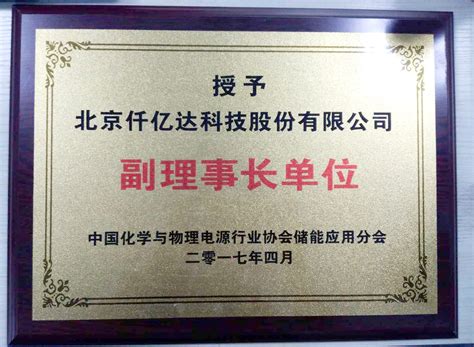 授予
北京仟亿达科技股份有限公司
副理事长单位
中国化学与物理电源行业协会储能应用分会
二零一七年四月